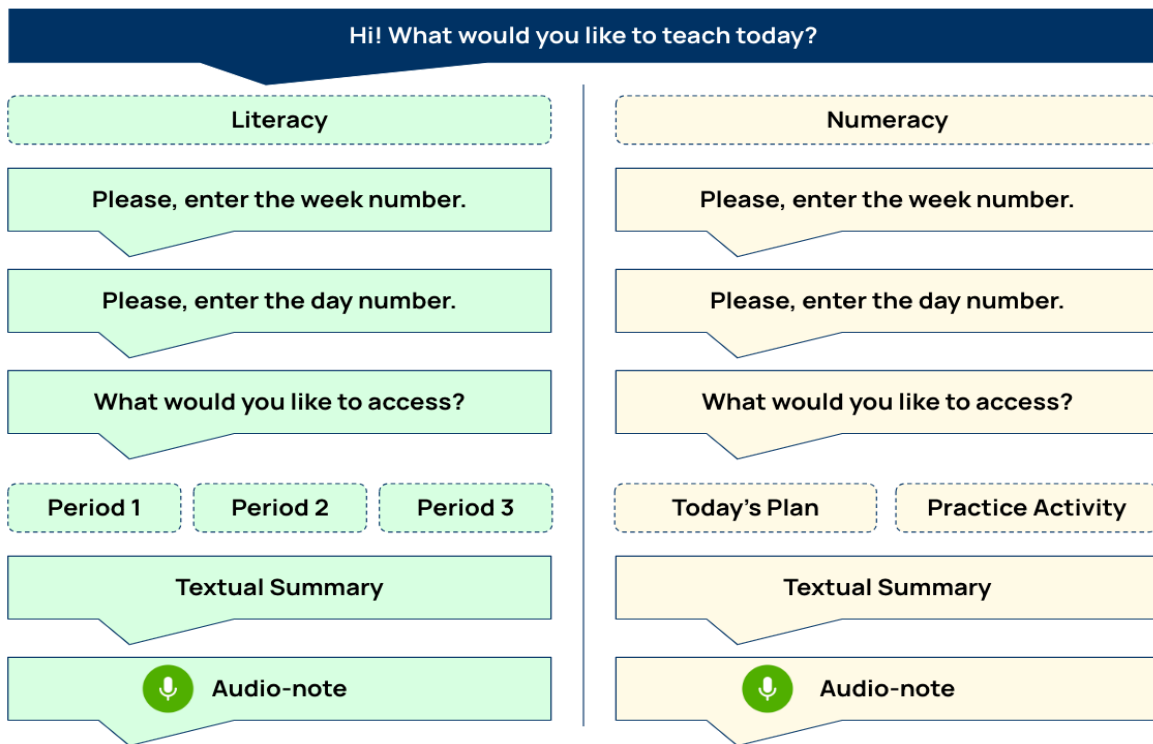 Hi! What would you like to teach today?
Literacy
Please, enter the week number.
Please, enter the day number.
What would you like to access?
Period 1
Period 2
Period 3
Textual Summary
Audio-note
Numeracy
Please, enter the week number.
Please, enter the day number.
What would you like to access?
Today's Plan
Practice Activity
Textual Summary
Audio-note